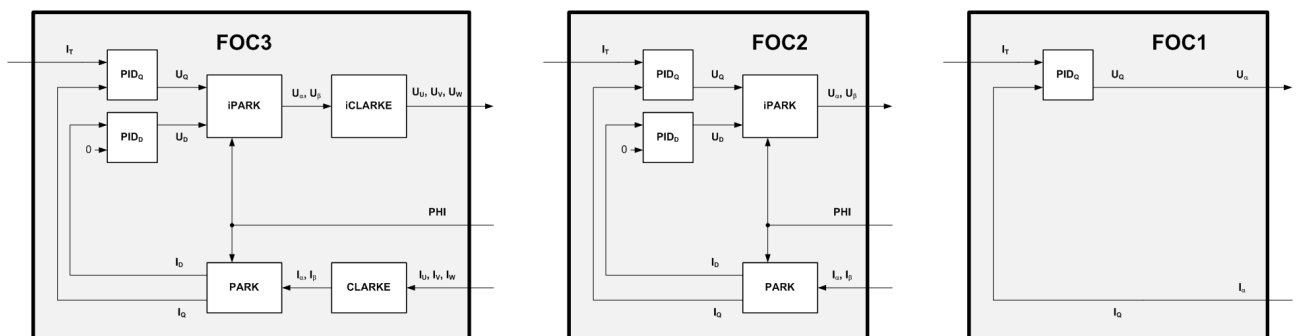 FOC3
I_T
PID_Q
U_Q
iPARK
U_α, U_β
iCLARKE
U_U, U_V, U_W
PID_D
U_D
0
PHI
I_D
I_α, I_β
I_U, I_V, I_W
PARK
CLARKE
I_Q
FOC2
I_T
PID_Q
U_Q
iPARK
U_α, U_β
PID_D
U_D
0
PHI
I_D
I_α, I_β
PARK
I_Q
FOC1
I_T
PID_Q
U_Q
U_α
I_α
I_Q